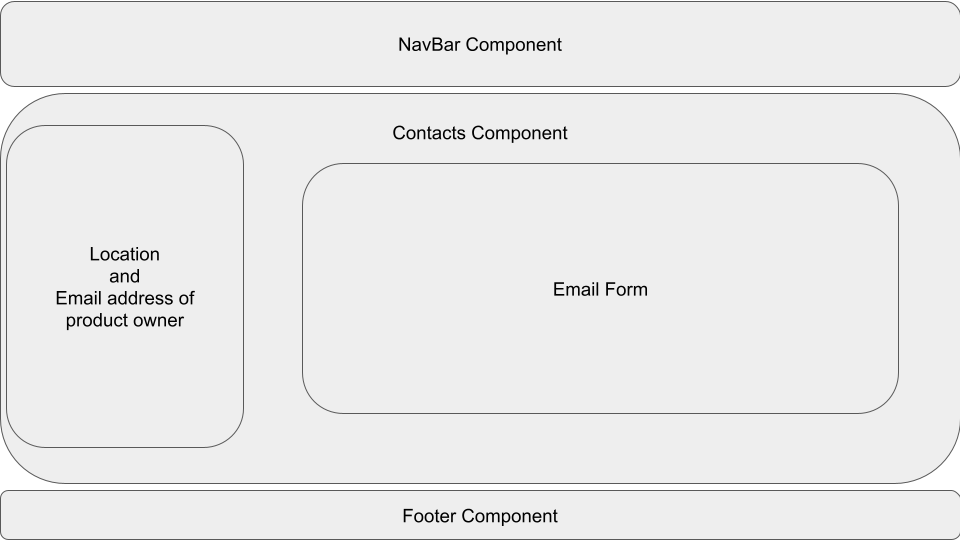 NavBar Component
Contacts Component
Location
and
Email address of
product owner
Email Form
Footer Component